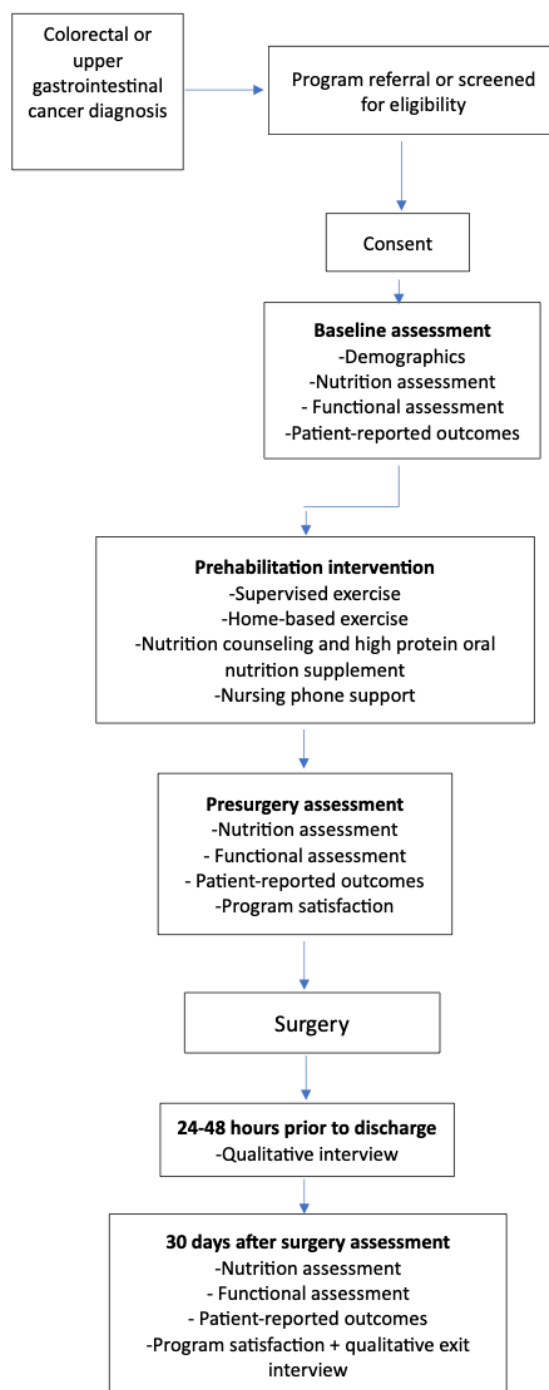 Colorectal or
upper
gastrointestinal
cancer diagnosis
Program referral or screened
for eligibility
Consent
Baseline assessment
-Demographics
-Nutrition assessment
- Functional assessment
-Patient-reported outcomes
Prehabilitation intervention
-Supervised exercise
-Home-based exercise
-Nutrition counseling and high protein oral
nutrition supplement
-Nursing phone support
Presurgery assessment
-Nutrition assessment
- Functional assessment
- Patient-reported outcomes
-Program satisfaction
Surgery
24-48 hours prior to discharge
-Qualitative interview
30 days after surgery assessment
-Nutrition assessment
- Functional assessment
- Patient-reported outcomes
-Program satisfaction + qualitative exit
interview